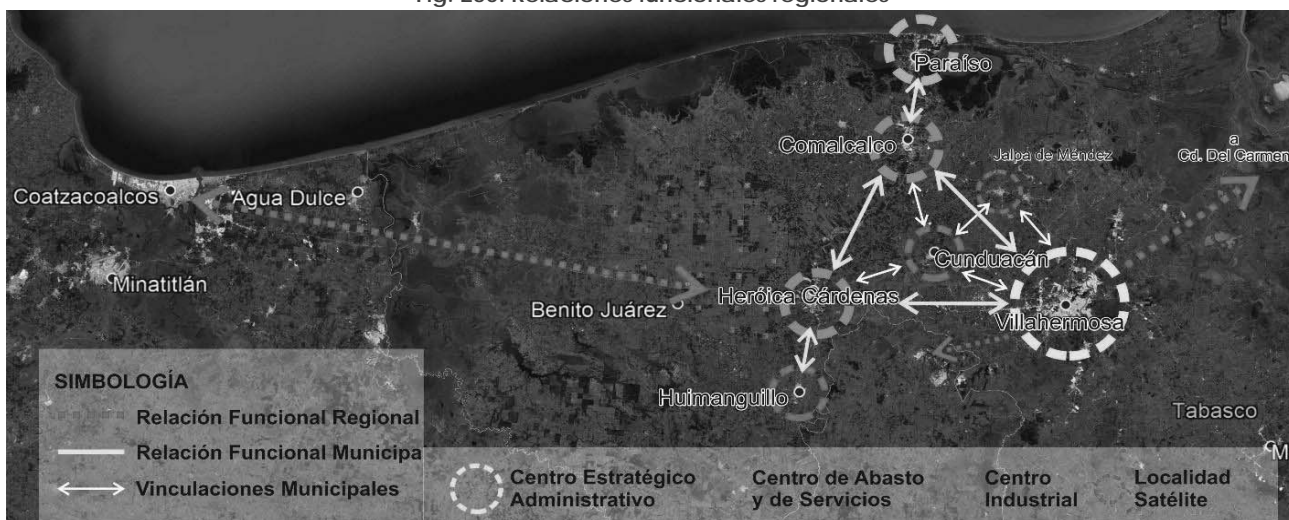 Paraíso
Comalcalco
Jalpa de Méndez
a
Cd. Del Carmen
Coatzacoalcos
Agua Dulce
Minatitlán
Cunduacán
Benito Juárez
Heróica Cárdenas
Villahermosa
Huimanguillo
Tabasco
M
SIMBOLOGÍA
Relación Funcional Regional
Relación Funcional Municipa
Vinculaciones Municipales
Centro Estratégico
Administrativo
Centro de Abasto
y de Servicios
Centro
Industrial
Localidad
Satélite